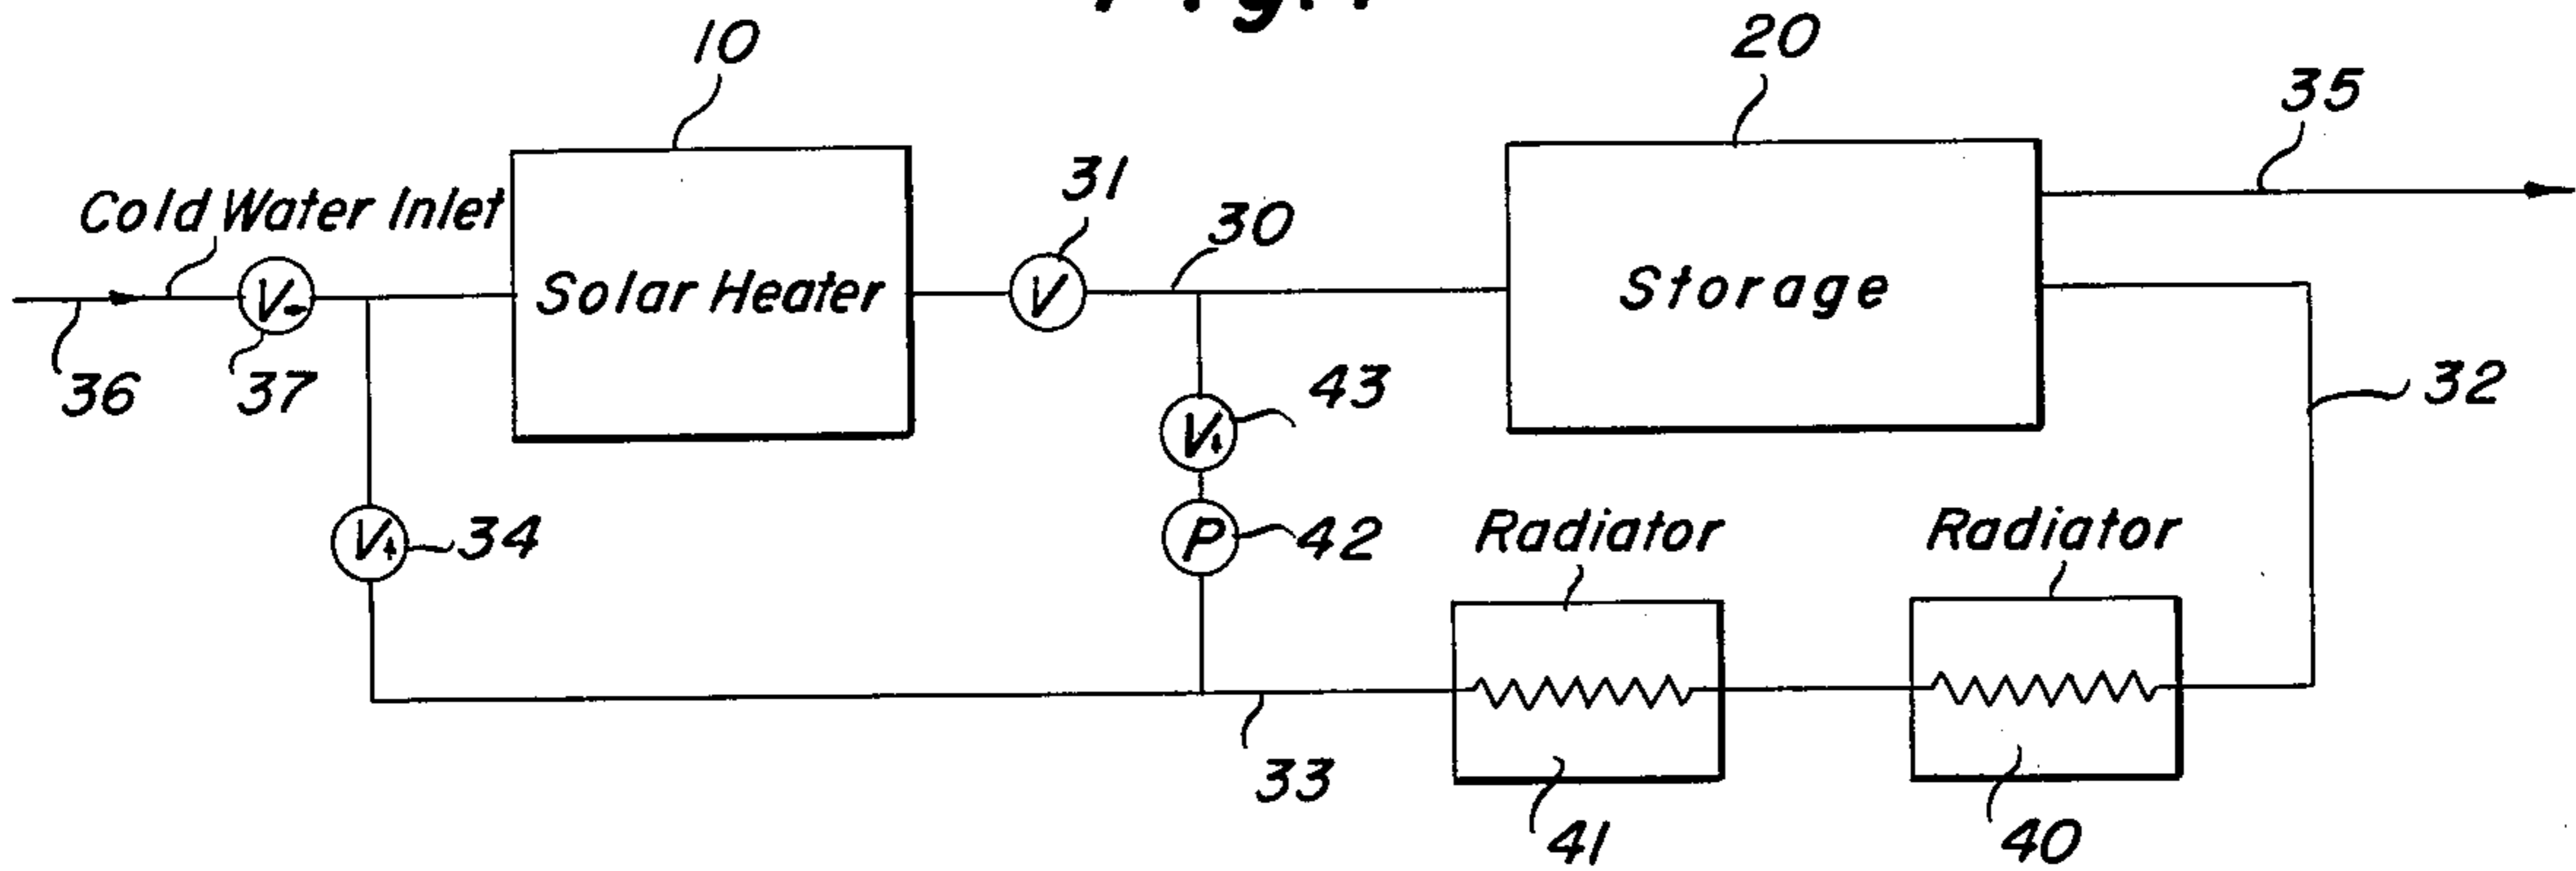 10
20
35
31
30
Cold Water Inlet
Solar Heater
V
V
Storage
36
37
43
32
V
V
34
P
42
Radiator
Radiator
33
41
40